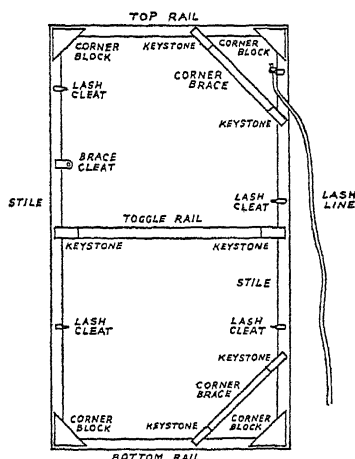 TOP RAIL
CORNER
BLOCK
KEYSTONE
CORNER
BLOCK
CORNER
BRACE
LASH
CLEAT
KEYSTONE
BRACE
CLEAT
STILE
LASH
CLEAT
LASH
LINE
TOGGLE RAIL
KEYSTONE
KEYSTONE
STILE
LASH
CLEAT
LASH
CLEAT
KEYSTONE
CORNER
BRACE
CORNER
BLOCK
KEYSTONE
CORNER
BLOCK
BOTTOM RAIL